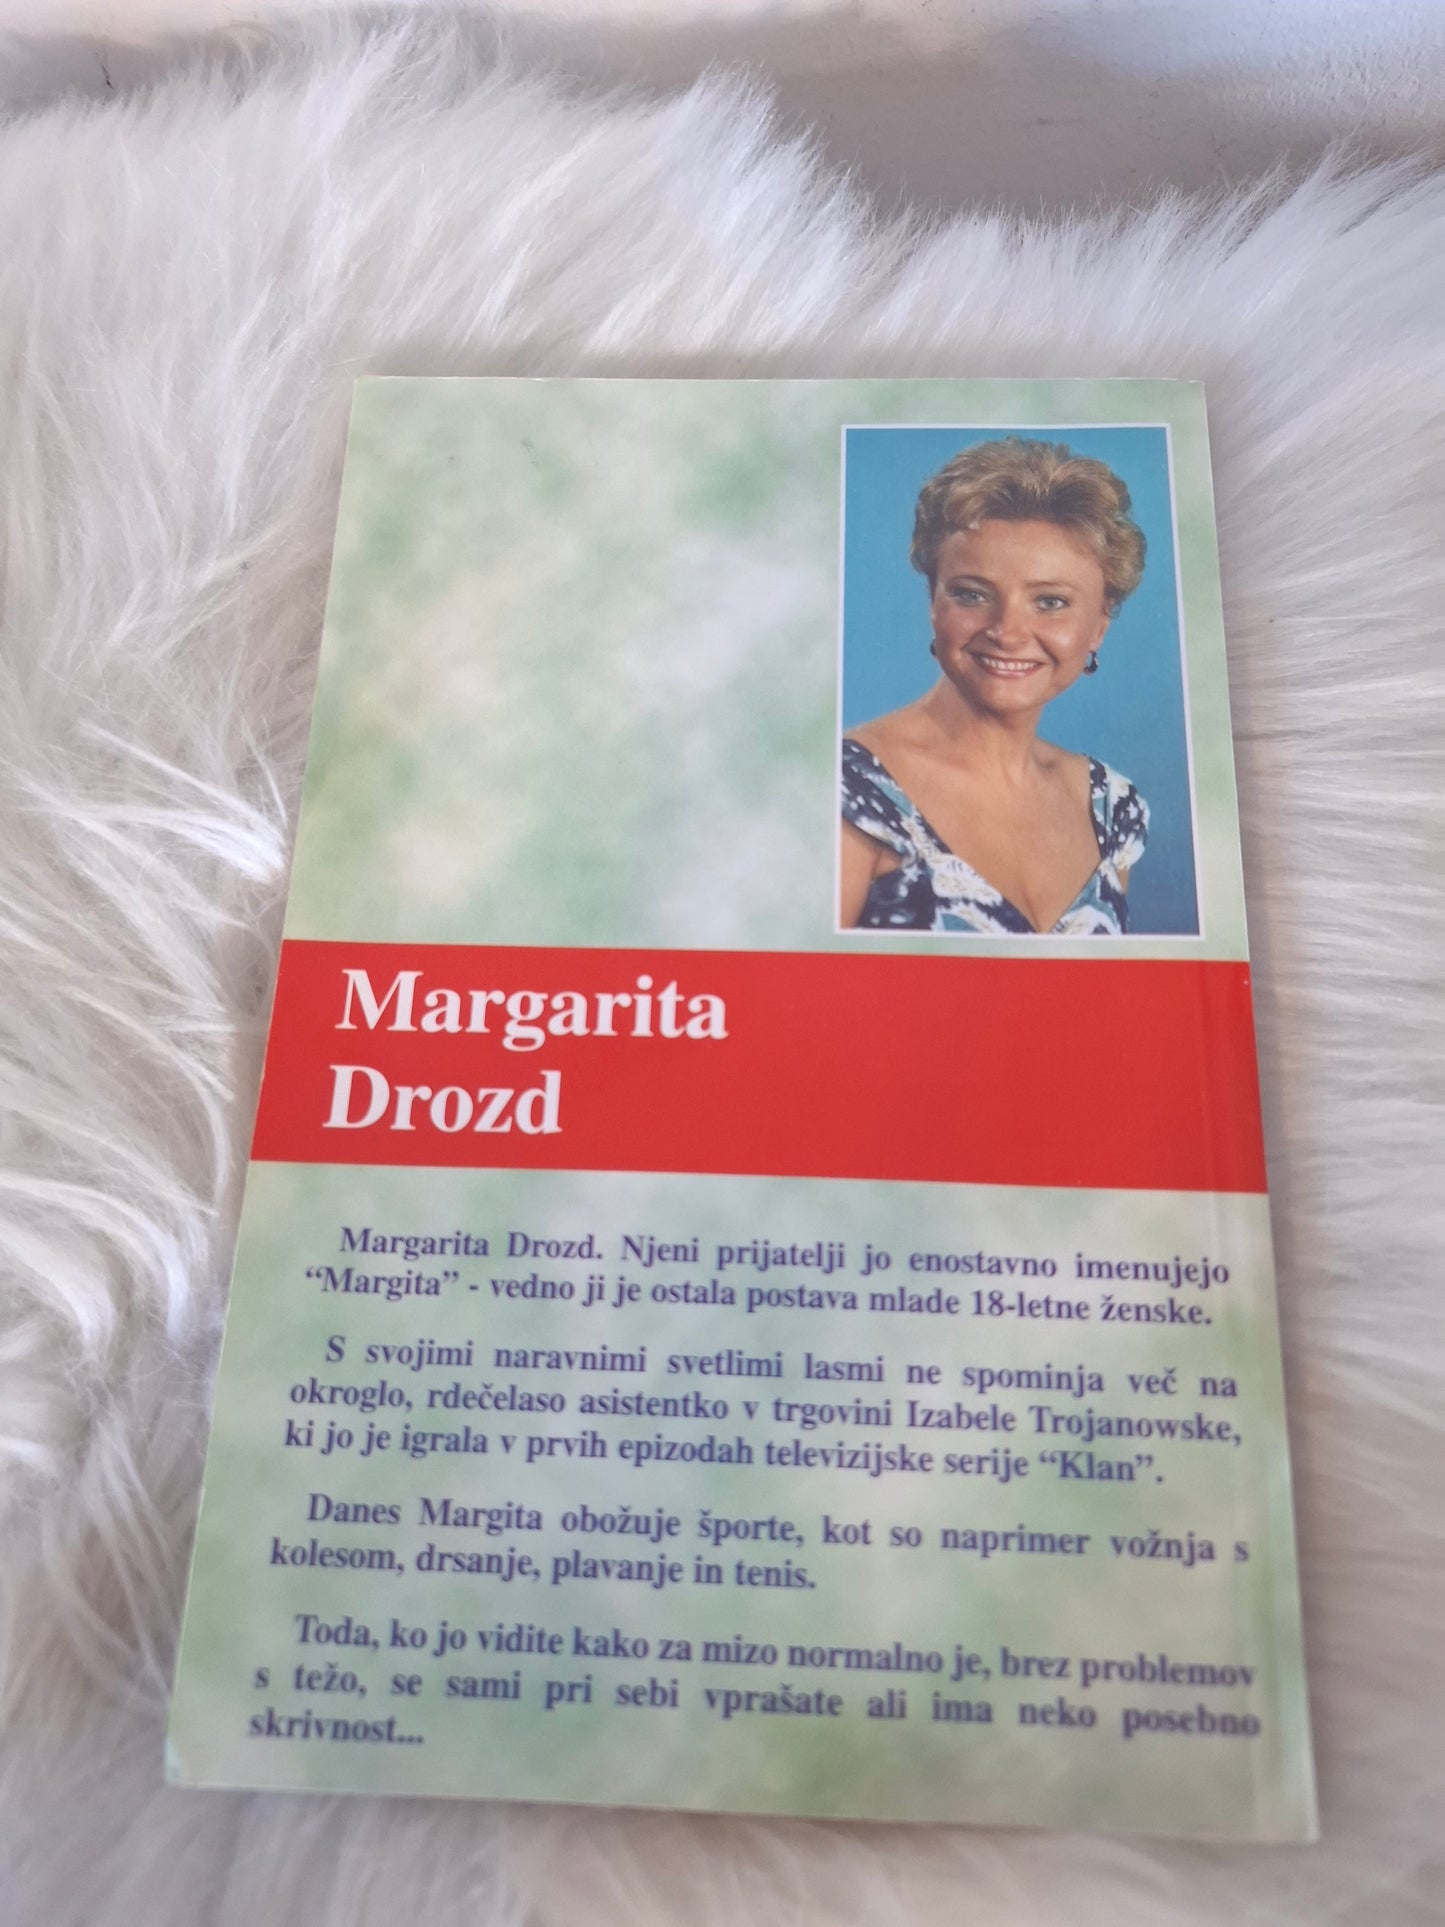 Margarita
Drozd
Margarita Drozd. Njeni prijatelji jo enostavno imenujejo
“Margita” - vedno ji je ostala postava mlade 18-letne ženske.
S svojimi naravnimi svetlimi lasmi ne spominja več na
okroglo, rdečelaso asistentko v trgovini Izabele Trojanowske,
ki jo je igrala v prvih epizodah televizijske serije “Klan”.
Danes Margita obožuje športe, kot so naprimer vožnja s
kolesom, drsanje, plavanje in tenis.
Toda, ko jo vidite kako za mizo normalno je, brez problemov
s težo, se sami pri sebi vprašate ali ima neko posebno
skrivnost...